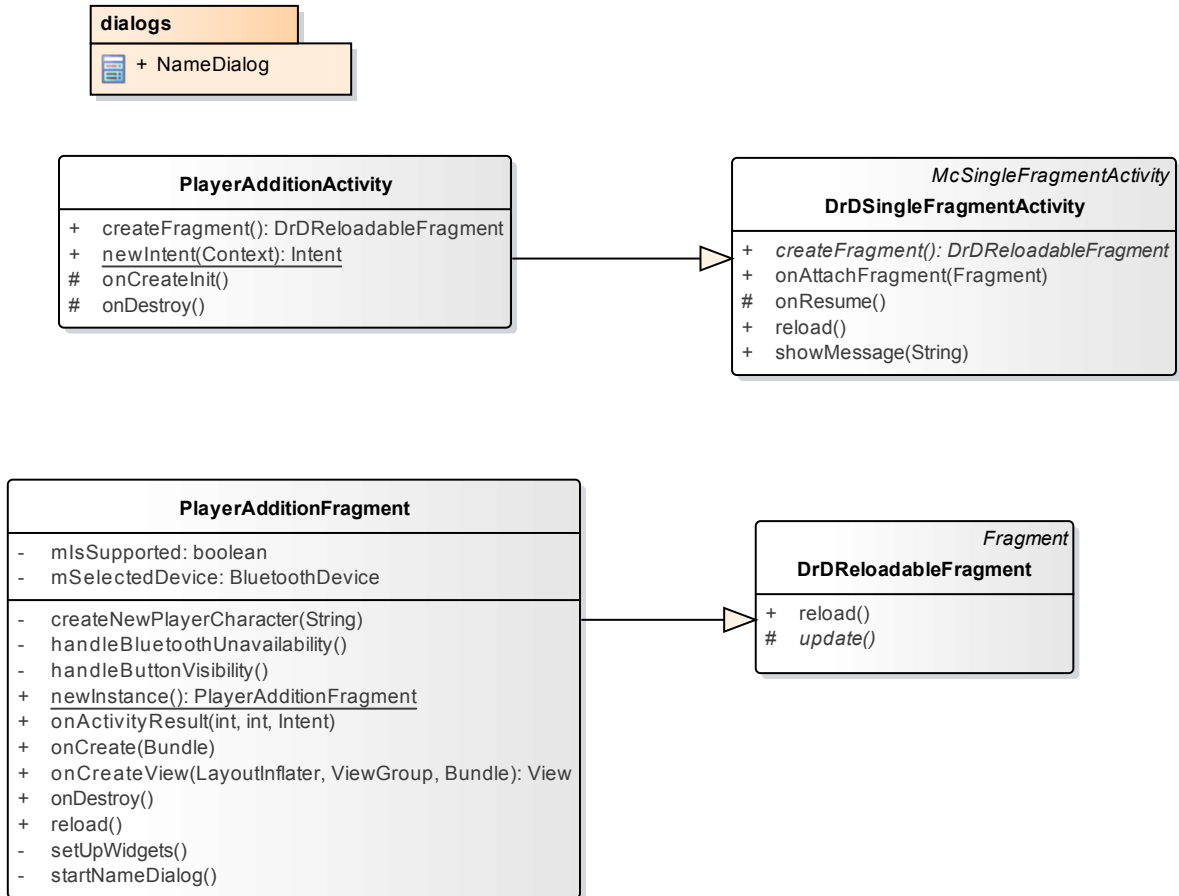 dialogs
+ NameDialog
PlayerAdditionActivity
+ createFragment(): DrDReloadableFragment
+ newIntent(Context): Intent
# onCreateInit()
# onDestroy()
McSingleFragmentActivity
DrDSingleFragmentActivity
+ createFragment(): DrDReloadableFragment
+ onAttachFragment(Fragment)
# onResume()
+ reload()
+ showMessage(String)
PlayerAdditionFragment
- mIsSupported: boolean
- mSelectedDevice: BluetoothDevice
- createNewPlayerCharacter(String)
- handleBluetoothUnavailability()
- handleButtonVisibility()
+ newInstance(): PlayerAdditionFragment
+ onActivityResult(int, int, Intent)
+ onCreate(Bundle)
+ onCreateView(LayoutInflater, ViewGroup, Bundle): View
+ onDestroy()
+ reload()
- setUpWidgets()
- startNameDialog()
Fragment
DrDReloadableFragment
+ reload()
# update()